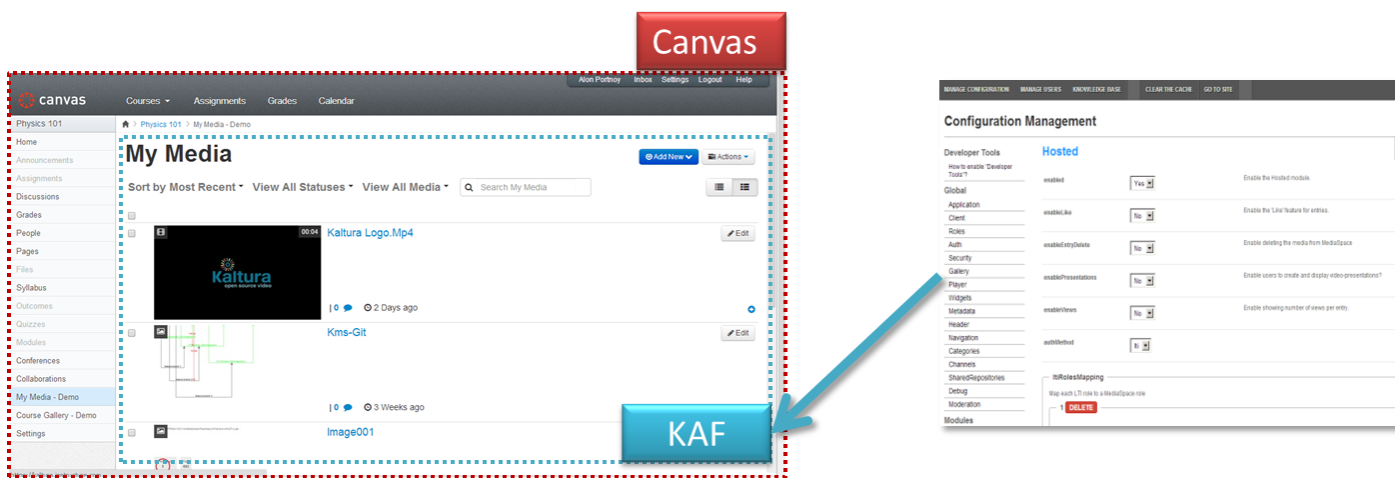 Canvas
Alon Portnoy Inbox Settings Logout Help
canvas
Courses Assignments Grades Calendar
Physics 101
Physics 101 > My Media - Demo
Home
Announcements
Assignments
Discussions
Grades
People
Pages
Files
Syllabus
Outcomes
Quizzes
Modules
Conferences
Collaborations
My Media - Demo
Course Gallery - Demo
Settings
My Media
Add New
Actions
Sort by Most Recent View All Statuses View All Media
Search My Media
00:04
Kaltura
open source video
Kaltura Logo.Mp4
Edit
| 0 2 Days ago
Kms-Git
Edit
| 0 3 Weeks ago
Image001
KAF
MANAGE CONFIGURATION MANAGE USERS KNOWLEDGE BASE CLEAR THE CACHE GO TO SITE
Configuration Management
Developer Tools
How to enable 'Developer
Tools'?
Global
Application
Client
Roles
Auth
Security
Gallery
Player
Widgets
Metadata
Header
Navigation
Categories
Channels
SharedRepositories
Debug
Moderation
Modules
Hosted
enabled Yes Enable the Hosted module.
enableLike No Enable the 'Like' feature for entries.
enableEntryDelete No Enable deleting the media from MediaSpace
enablePresentations No Enable users to create and display video-presentations?
enableViews No Enable showing number of views per entry.
authMethod lti
ltiRolesMapping
Map each LTI role to a MediaSpace role
1 DELETE